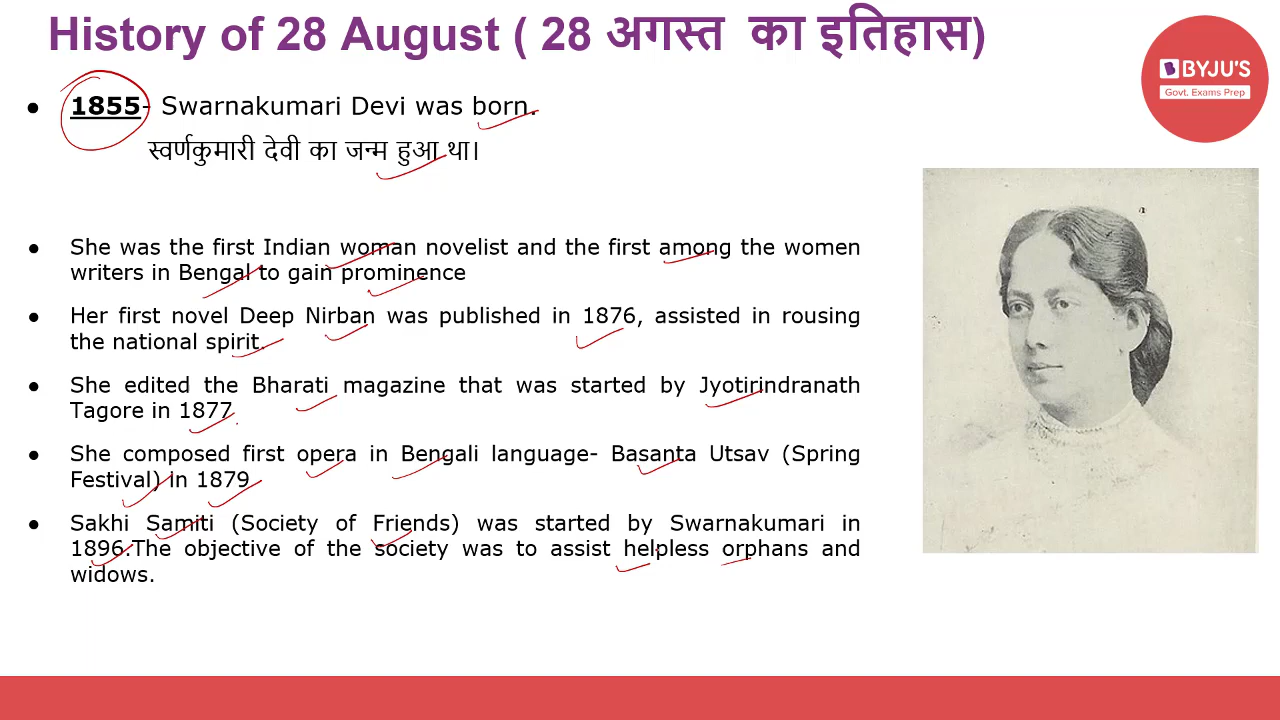 History of 28 August ( 28 अगस्त का इतिहास)
BYJU'S
Govt. Exams Prep
● 1855- Swarnakumari Devi was born.
स्वर्णकुमारी देवी का जन्म हुआ था।
● She was the first Indian woman novelist and the first among the women
writers in Bengal to gain prominence
● Her first novel Deep Nirban was published in 1876, assisted in rousing
the national spirit.
● She edited the Bharati magazine that was started by Jyotirindranath
Tagore in 1877
● She composed first opera in Bengali language- Basanta Utsav (Spring
Festival) in 1879
● Sakhi Samiti (Society of Friends) was started by Swarnakumari in
1896.The objective of the society was to assist helpless orphans and
widows.